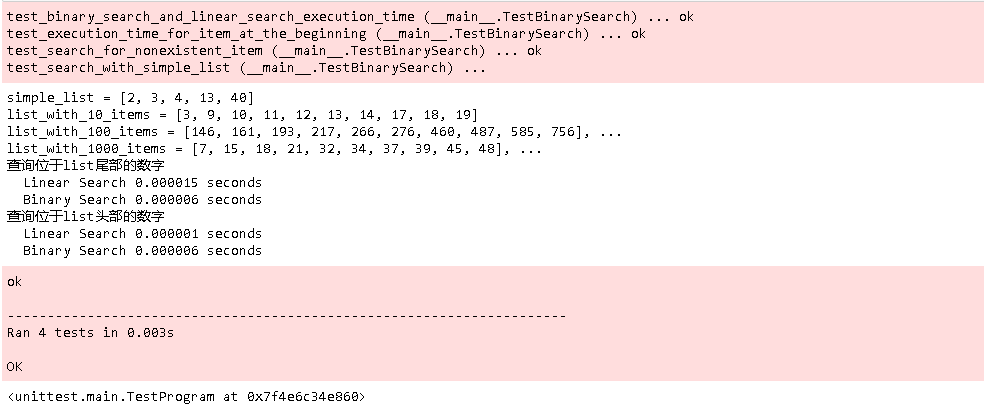 test_binary_search_and_linear_search_execution_time (__main__.TestBinarySearch) ... ok
test_execution_time_for_item_at_the_beginning (__main__.TestBinarySearch) ... ok
test_search_for_nonexistent_item (__main__.TestBinarySearch) ... ok
test_search_with_simple_list (__main__.TestBinarySearch) ...
simple_list = [2, 3, 4, 13, 40]
list_with_10_items = [3, 9, 10, 11, 12, 13, 14, 17, 18, 19]
list_with_100_items = [146, 161, 193, 217, 266, 276, 460, 487, 585, 756], ...
list_with_1000_items = [7, 15, 18, 21, 32, 34, 37, 39, 45, 48], ...
查询位于list尾部的数字
  Linear Search 0.000015 seconds
  Binary Search 0.000006 seconds
查询位于list头部的数字
  Linear Search 0.000001 seconds
  Binary Search 0.000006 seconds
ok
----------------------------------------------------------------------
Ran 4 tests in 0.003s
OK
<unittest.main.TestProgram at 0x7f4e6c34e860>